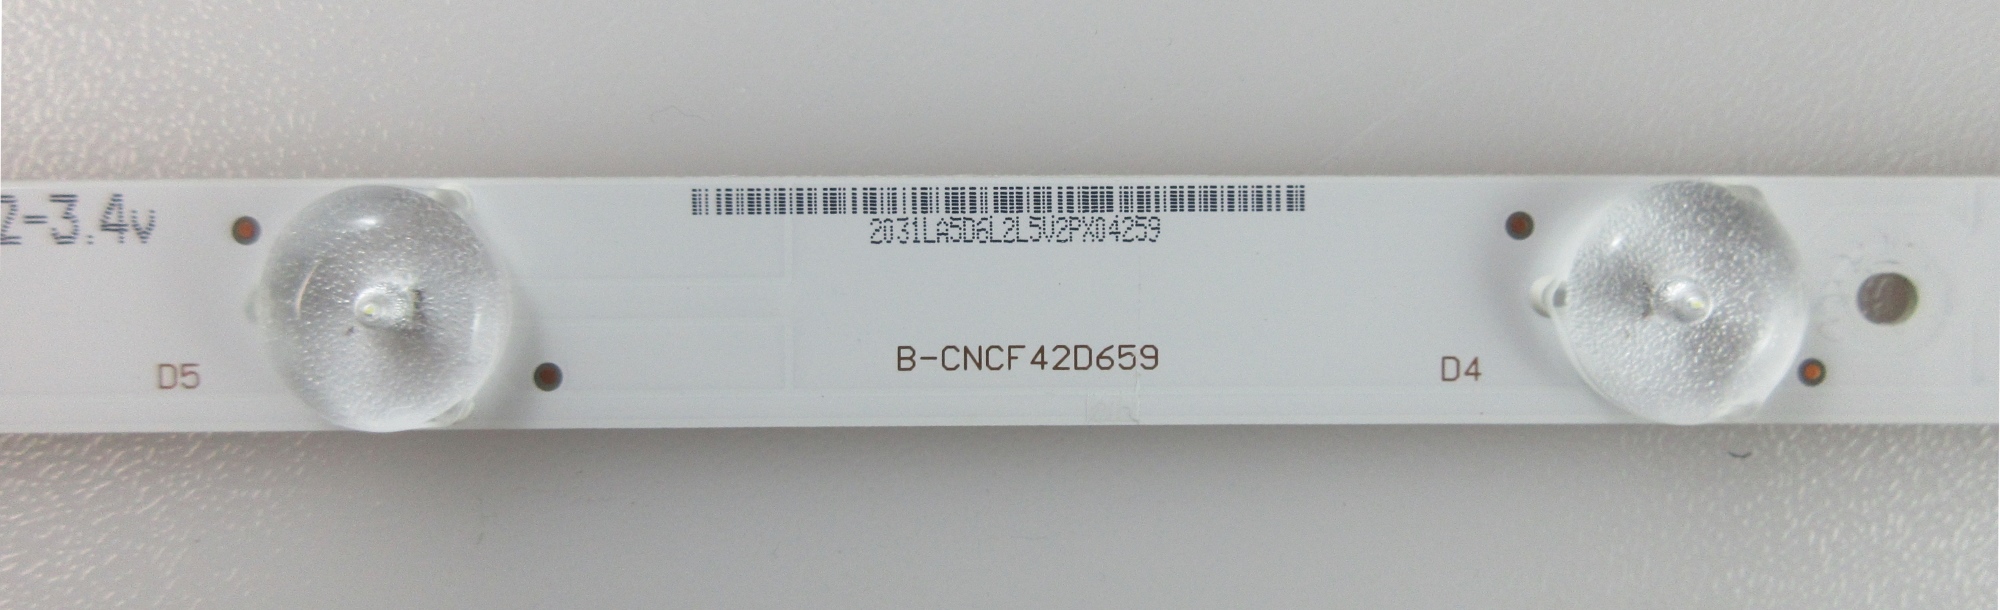 2-3.4v
2031LA5D6L2L5V2PX04259
B-CNCF42D659
D5
D4